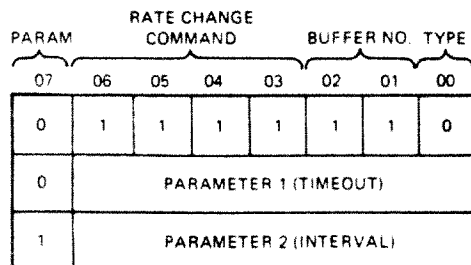 RATE CHANGE
PARAM COMMAND BUFFER NO. TYPE
07 06 05 04 03 02 01 00
0 1 1 1 1 1 1 0
0 PARAMETER 1 (TIMEOUT)
1 PARAMETER 2 (INTERVAL)